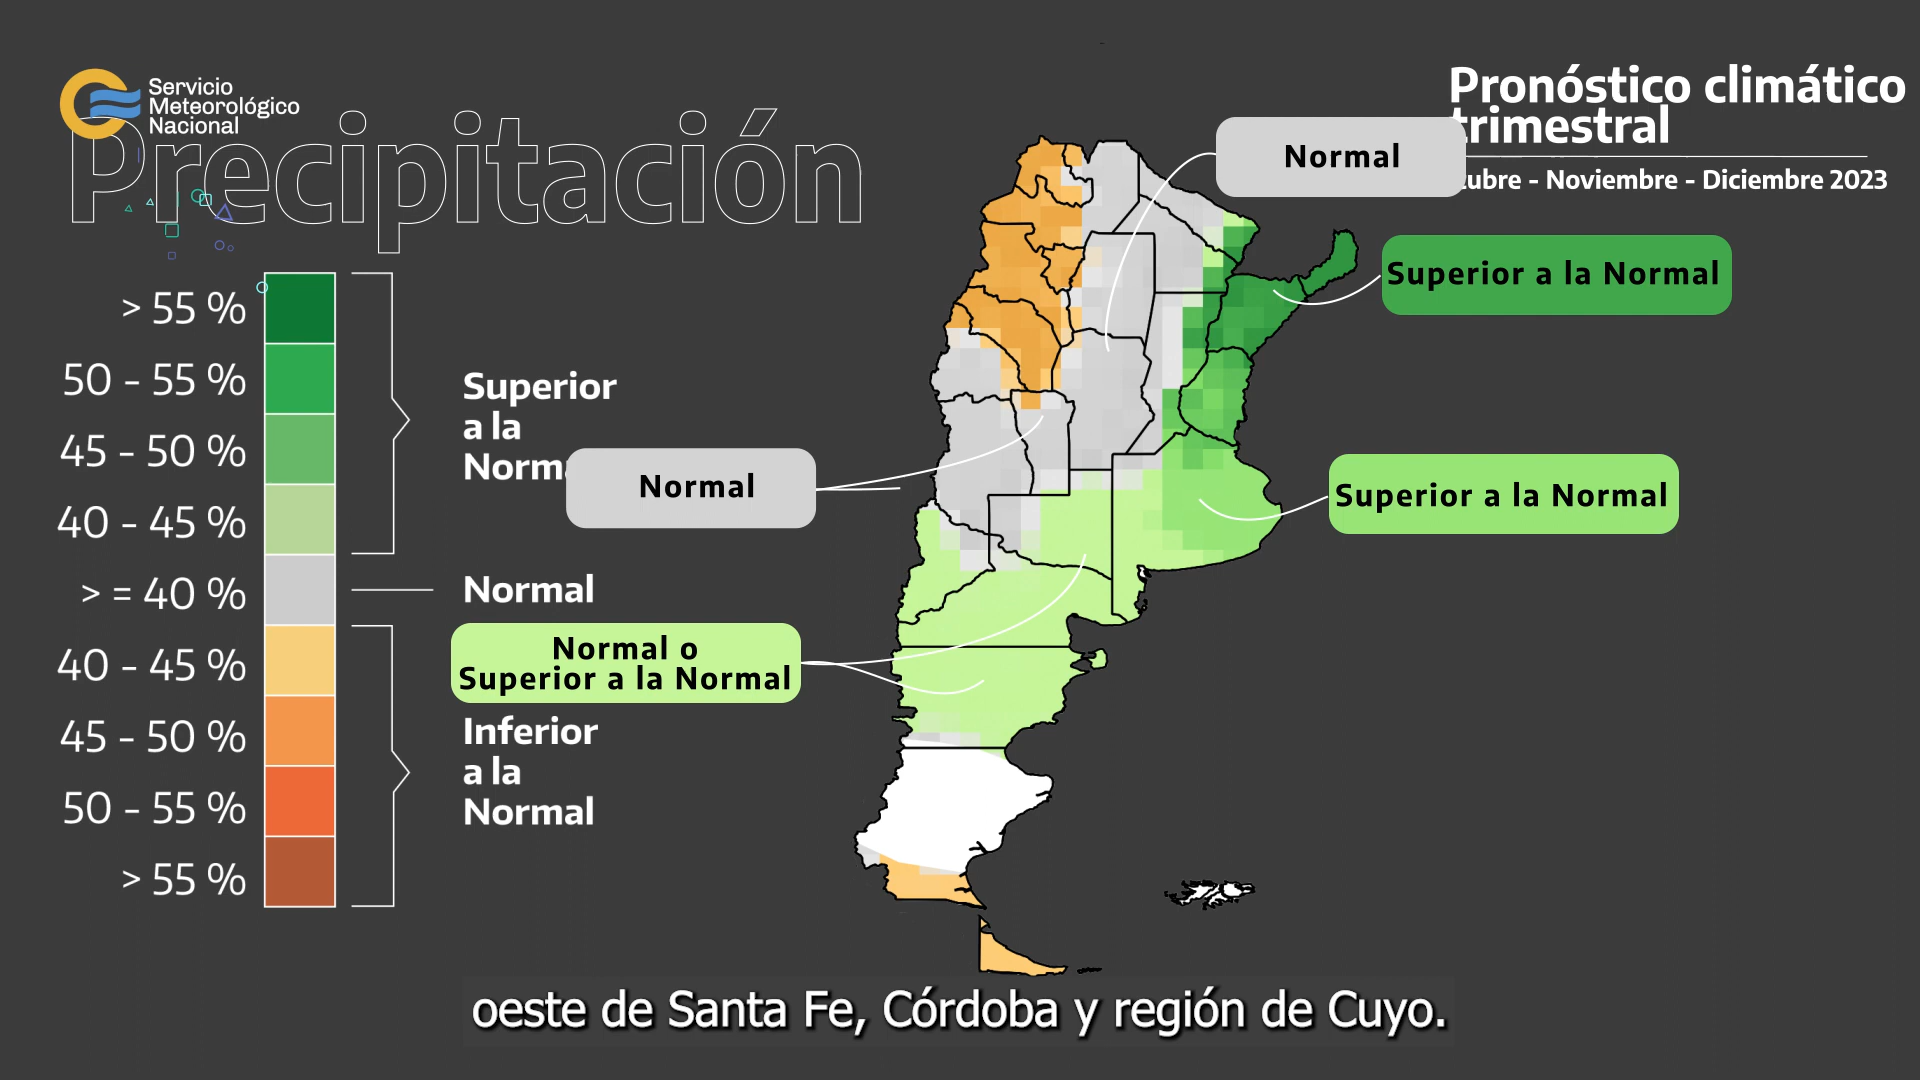 Servicio
Meteorológico
Nacional
Precipitación
Pronóstico climático
trimestral
tubre - Noviembre - Diciembre 2023
Normal
Superior a la Normal
Superior a la Normal
Normal
Normal o
Superior a la Normal
> 55 %
50 - 55 %
45 - 50 %
40 - 45 %
> = 40 %
40 - 45 %
45 - 50 %
50 - 55 %
> 55 %
Superior
a la
Norm
Normal
Inferior
a la
Normal
oeste de Santa Fe, Córdoba y región de Cuyo.